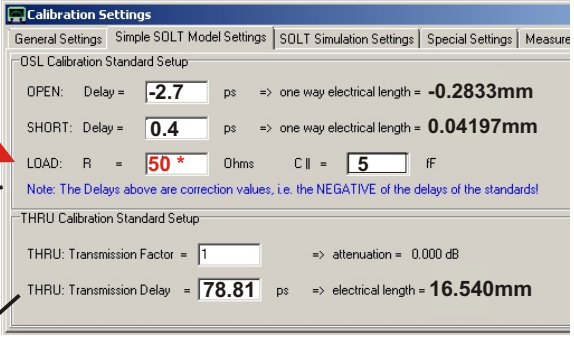 Calibration Settings
General Settings Simple SOLT Model Settings SOLT Simulation Settings Special Settings Measure
OSL Calibration Standard Setup
OPEN: Delay = -2.7 ps => one way electrical length = -0.2833mm
SHORT: Delay = 0.4 ps => one way electrical length = 0.04197mm
LOAD: R = 50 * Ohms C || = 5 fF
Note: The Delays above are correction values, i.e. the NEGATIVE of the delays of the standards!
THRU Calibration Standard Setup
THRU: Transmission Factor = 1 => attenuation = 0.000 dB
THRU: Transmission Delay = 78.81 ps => electrical length = 16.540mm